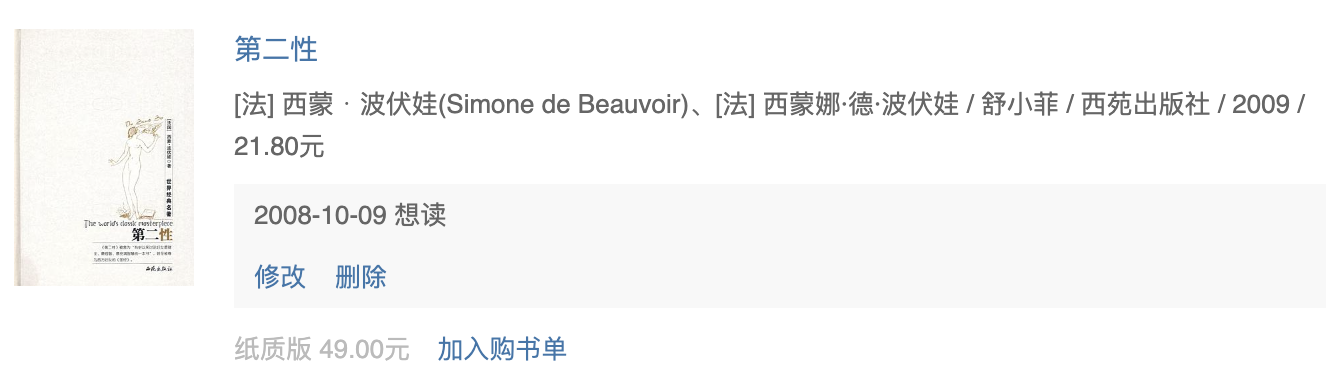 第二性
[法] 西蒙 · 波伏娃(Simone de Beauvoir)、[法] 西蒙娜·德·波伏娃 / 舒小菲 / 西苑出版社 / 2009 /
21.80元
2008-10-09 想读
修改 删除
纸质版 49.00元 加入购书单
The Second Sex
世界经典名著
The world's classic masterpiece
第二性
西苑出版社